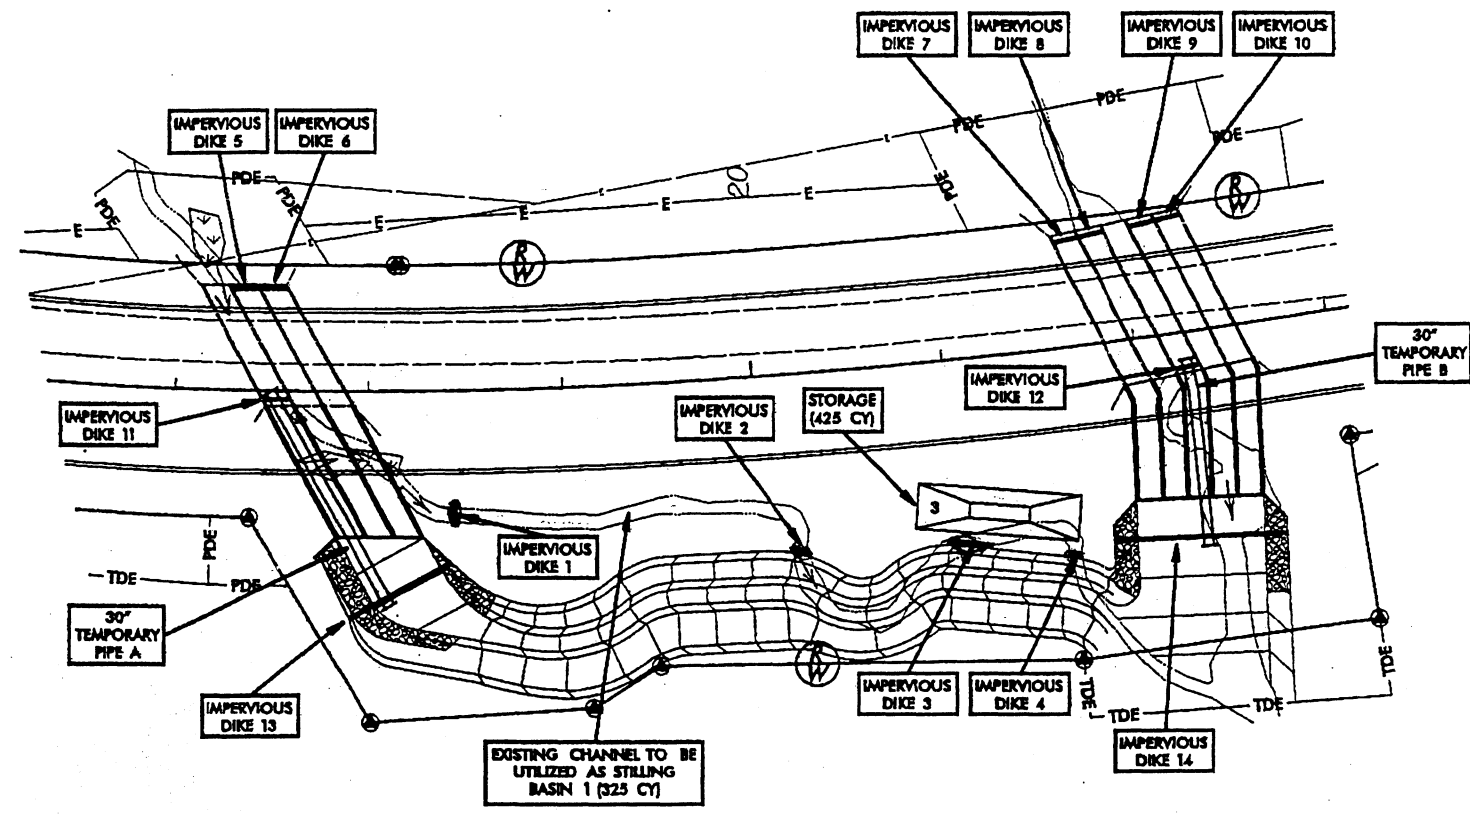 IMPERVIOUS
DIKE 7
IMPERVIOUS
DIKE 8
IMPERVIOUS
DIKE 9
IMPERVIOUS
DIKE 10
IMPERVIOUS
DIKE 5
IMPERVIOUS
DIKE 6
PDE
PDE
PDE
PDE
PDE
PDE
PDE
20
E
E
E
E
E
R
W
R
W
30"
TEMPORARY
PIPE B
IMPERVIOUS
DIKE 12
STORAGE
(425 CY)
IMPERVIOUS
DIKE 2
IMPERVIOUS
DIKE 11
3
IMPERVIOUS
DIKE 1
PDE
TDE
PDE
30"
TEMPORARY
PIPE A
IMPERVIOUS
DIKE 13
R
W
IMPERVIOUS
DIKE 3
IMPERVIOUS
DIKE 4
TDE
TDE
TDE
TDE
IMPERVIOUS
DIKE 14
EXISTING CHANNEL TO BE
UTILIZED AS STILLING
BASIN 1 (325 CY)